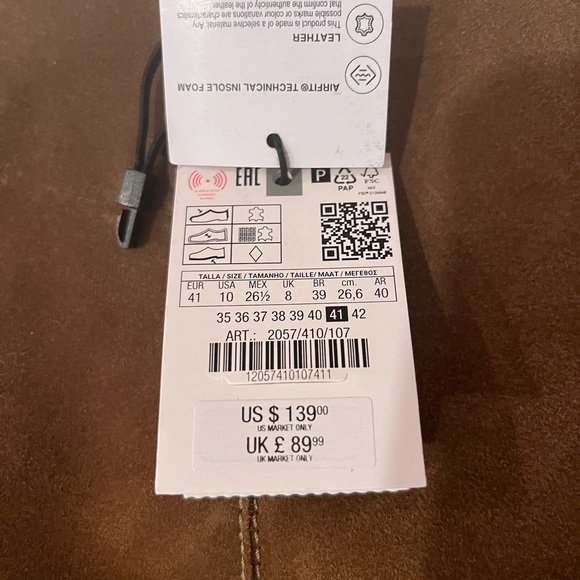 This product is made of a selective material. Any
possible marks or colour variations are characteristics
that confirm the authenticity of the leather
LEATHER
AIRFIT® TECHNICAL INSOLE FOAM
EAC P 22 FSC
PAP
TALLA / SIZE / TAMANHO / TAILLE/ MAAT / ΜΕΓΕΘΟΣ
EUR USA MEX UK BR cm. AR
41 10 26½ 8 39 26,6 40
35 36 37 38 39 40 41 42
ART.: 2057/410/107
12057410107411
US $ 139.00
US MARKET ONLY
UK £ 89.99
UK MARKET ONLY